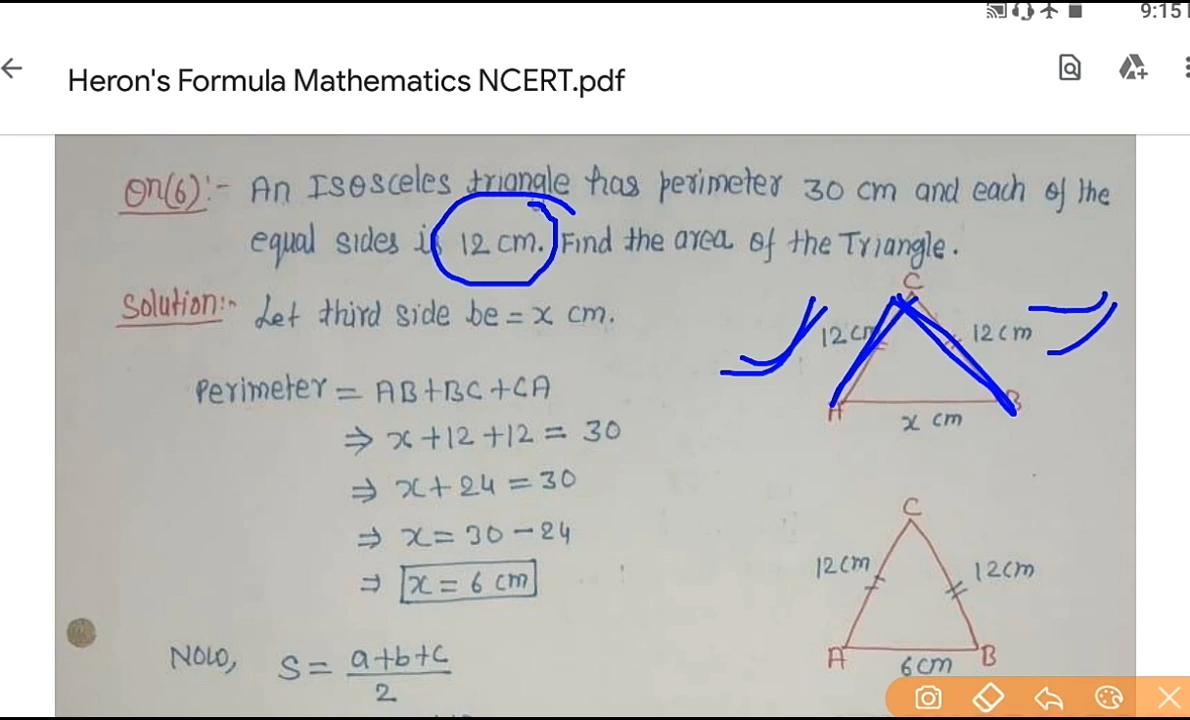 9:15
Heron's Formula Mathematics NCERT.pdf
Qn(6):- An Isosceles triangle has perimeter 30 cm and each of the
equal sides is 12 cm. Find the area of the Triangle.
Solution:- Let third side be = x cm.
C
12 cm
12 cm
A
B
x cm
Perimeter = AB+BC+CA
⇒ x+12+12 = 30
⇒ x+24 = 30
⇒ x = 30-24
⇒ x = 6 cm
C
12cm
12cm
A
B
6cm
Now, S = a+b+c
2